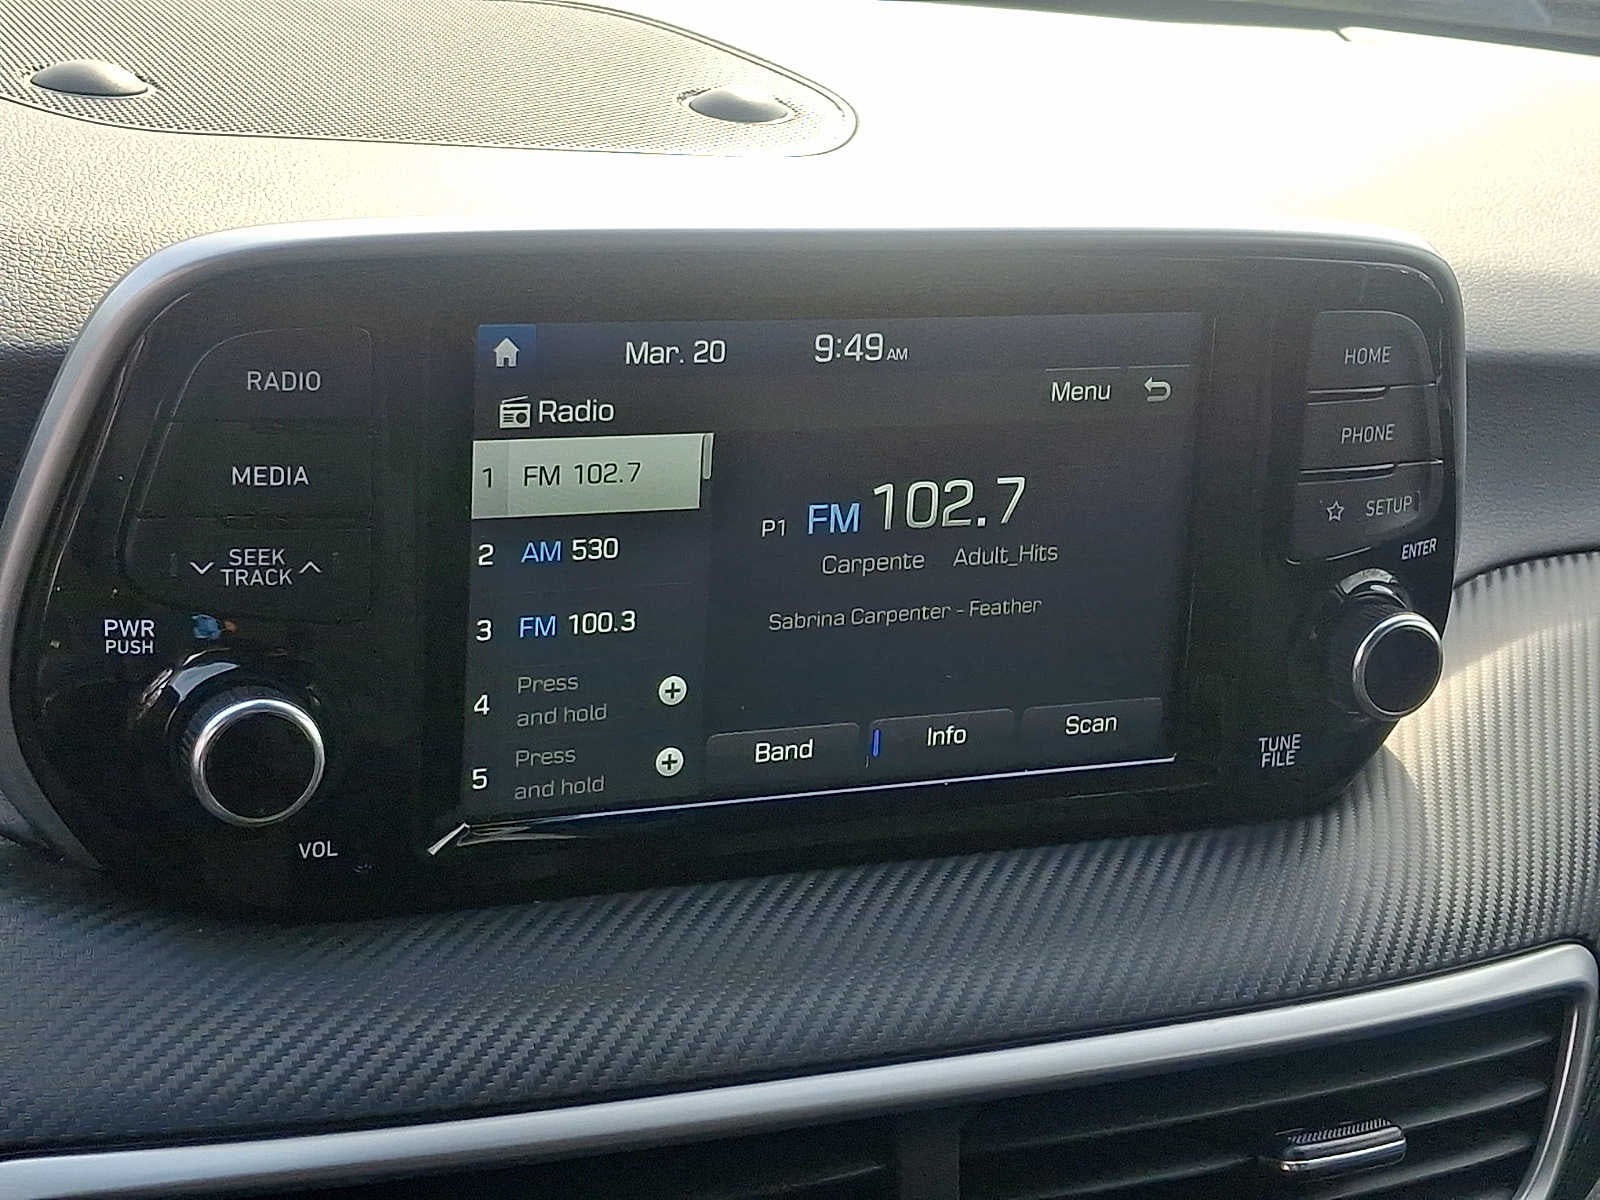 Mar. 20 9:49 AM
Menu
Radio
1 FM 102.7
2 AM 530
3 FM 100.3
4 Press and hold
5 Press and hold
P1 FM 102.7
Carpente Adult_Hits
Sabrina Carpenter - Feather
Band Info Scan
RADIO
MEDIA
SEEK
TRACK
PWR
PUSH
VOL
HOME
PHONE
SETUP
ENTER
TUNE
FILE